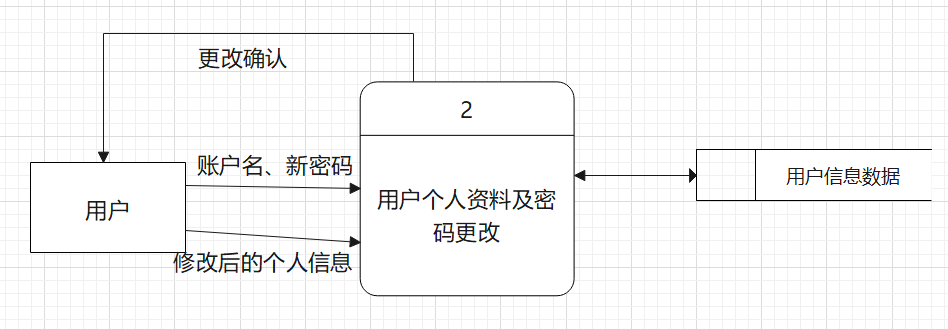 更改确认
2
账户名、新密码
用户
用户个人资料及密
码更改
修改后的个人信息
用户信息数据